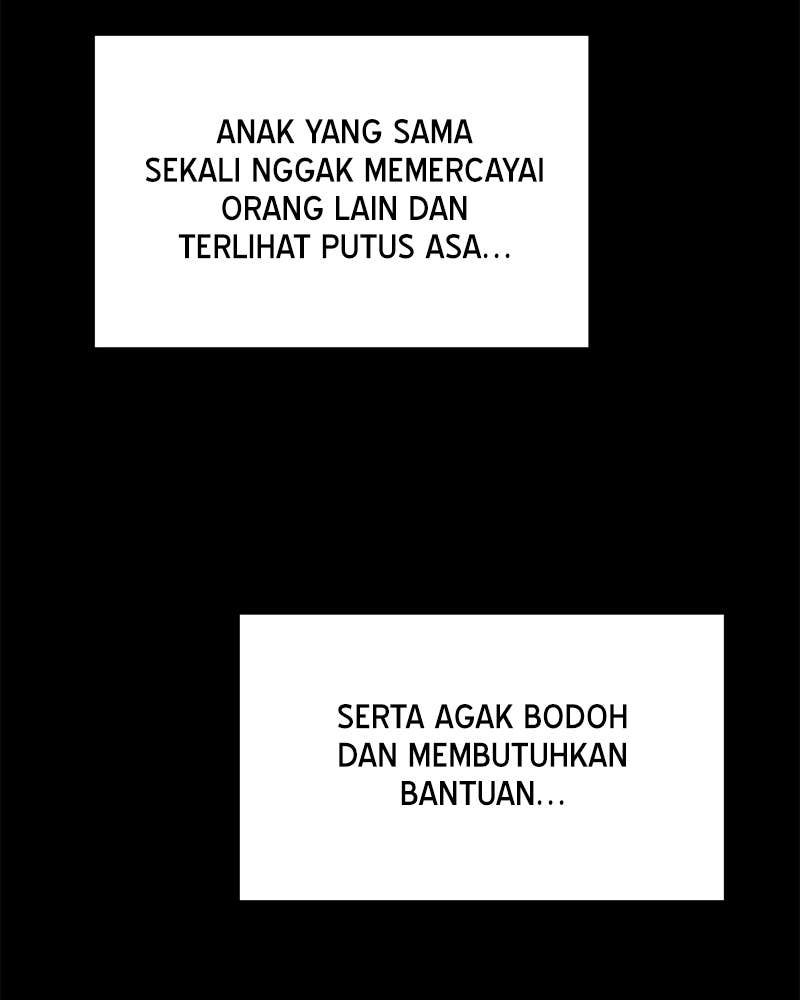 ANAK YANG SAMA
SEKALI NGGAK MEMERCAYAI
ORANG LAIN DAN
TERLIHAT PUTUS ASA...
SERTA AGAK BODOH
DAN MEMBUTUHKAN
BANTUAN...